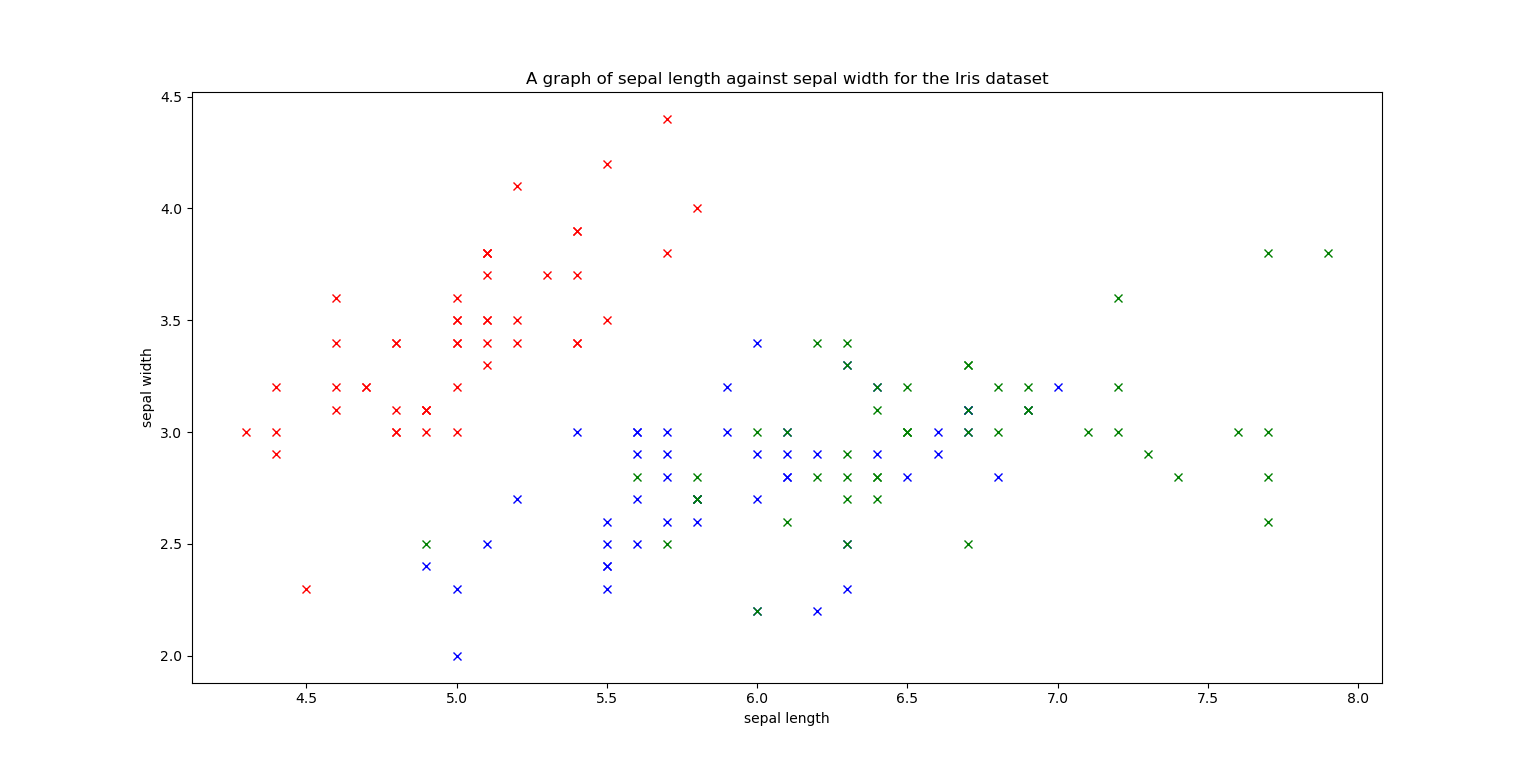 A graph of sepal length against sepal width for the Iris dataset
4.5
4.0
3.5
3.0
2.5
2.0
sepal width
4.5 5.0 5.5 6.0 6.5 7.0 7.5 8.0
sepal length